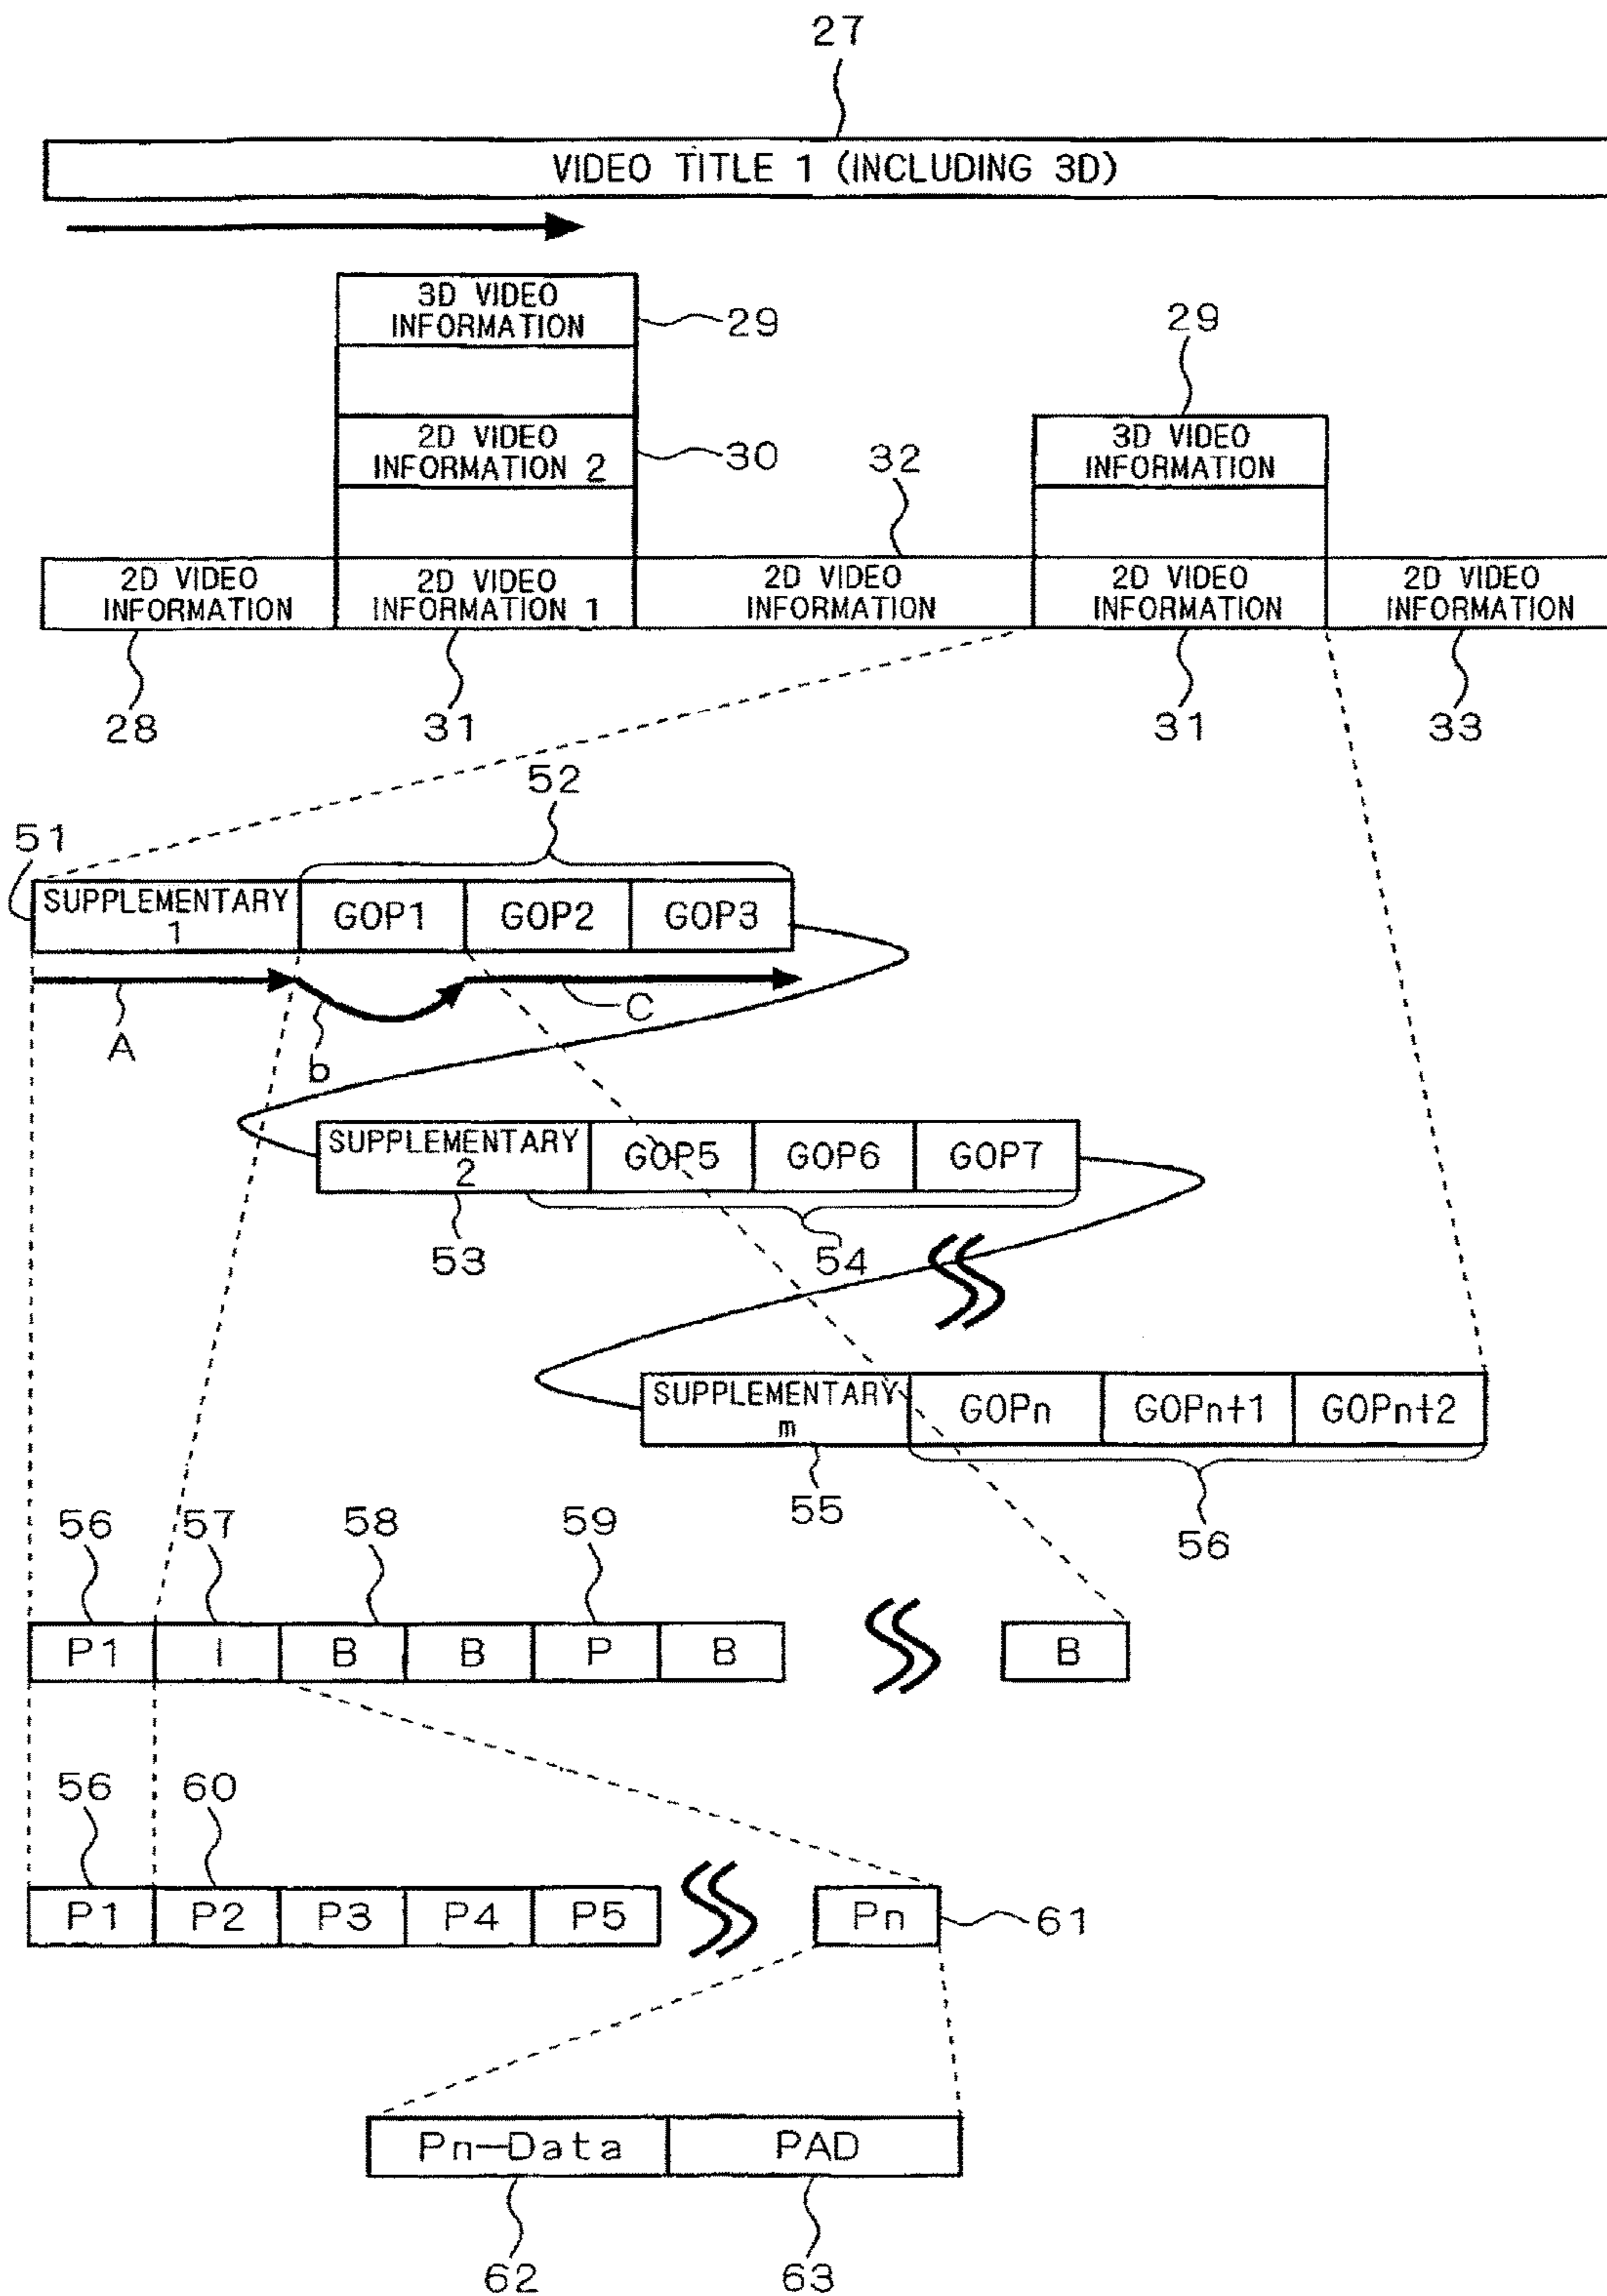 27
VIDEO TITLE 1 (INCLUDING 3D)
3D VIDEO
INFORMATION
29
29
2D VIDEO
INFORMATION 2
30
32
3D VIDEO
INFORMATION
2D VIDEO
INFORMATION
2D VIDEO
INFORMATION 1
2D VIDEO
INFORMATION
2D VIDEO
INFORMATION
2D VIDEO
INFORMATION
28
31
31
33
52
51
SUPPLEMENTARY
1
GOP1
GOP2
GOP3
A
b
C
SUPPLEMENTARY
2
GOP5
GOP6
GOP7
53
54
SUPPLEMENTARY
m
GOPn
GOPn+1
GOPn+2
55
56
56
57
58
59
P1
I
B
B
P
B
B
56
60
P1
P2
P3
P4
P5
Pn
61
Pn-Data
PAD
62
63